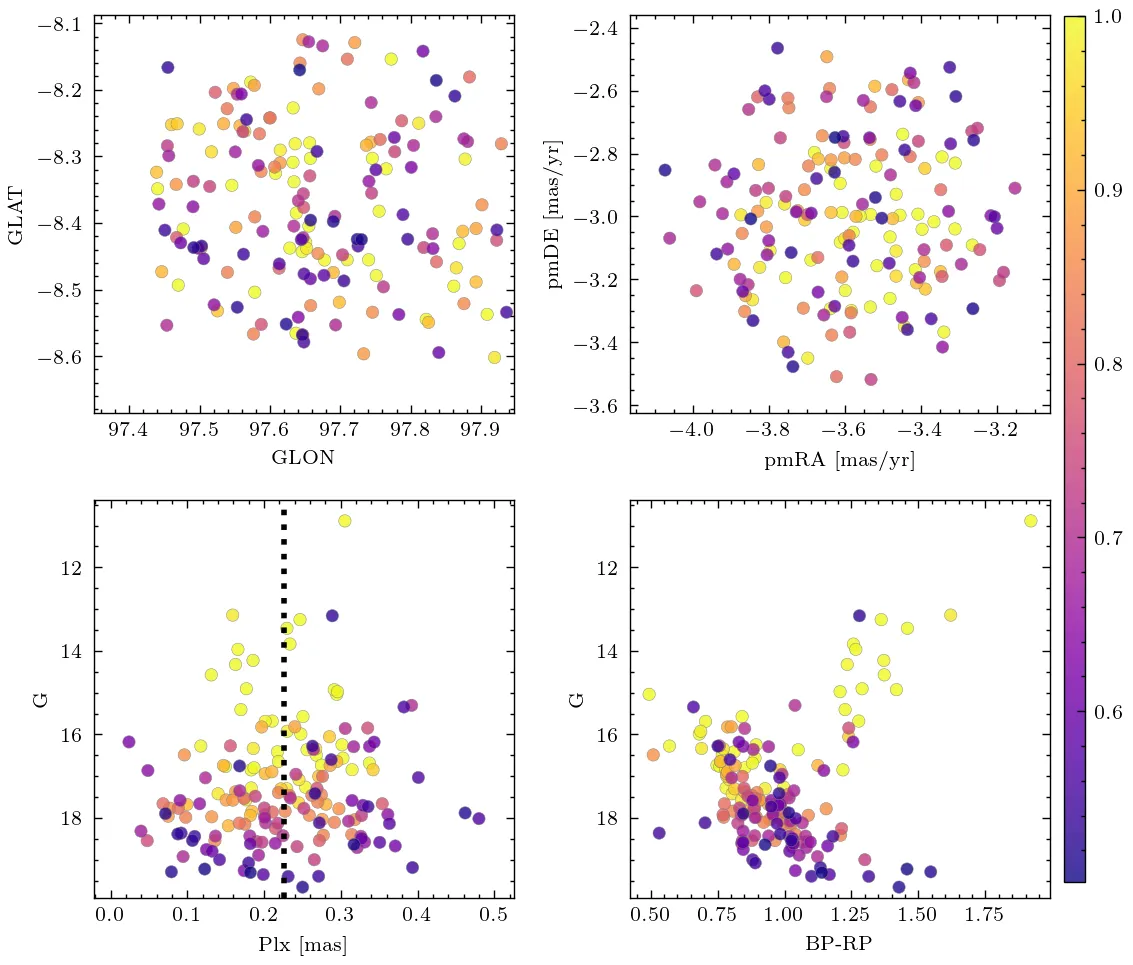 −8.1
−8.2
−8.3
−8.4
−8.5
−8.6
GLAT
97.4 97.5 97.6 97.7 97.8 97.9
GLON
−2.4
−2.6
−2.8
−3.0
−3.2
−3.4
−3.6
pmDE [mas/yr]
−4.0 −3.8 −3.6 −3.4 −3.2
pmRA [mas/yr]
1.0
0.9
0.8
0.7
0.6
12
14
16
18
G
0.0 0.1 0.2 0.3 0.4 0.5
Plx [mas]
12
14
16
18
G
0.50 0.75 1.00 1.25 1.50 1.75
BP-RP